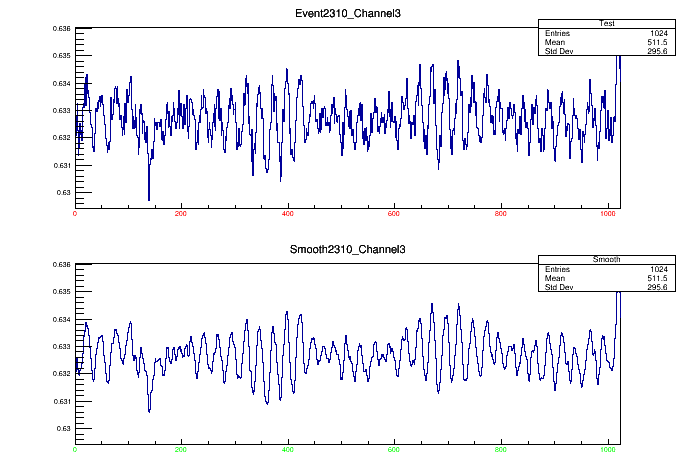 Event2310_Channel3
Test
Entries 1024
Mean 511.5
Std Dev 295.6
0.636
0.635
0.634
0.633
0.632
0.631
0.63
0 200 400 600 800 1000
Smooth2310_Channel3
Smooth
Entries 1024
Mean 511.5
Std Dev 295.6
0.636
0.635
0.634
0.633
0.632
0.631
0.63
0 200 400 600 800 1000